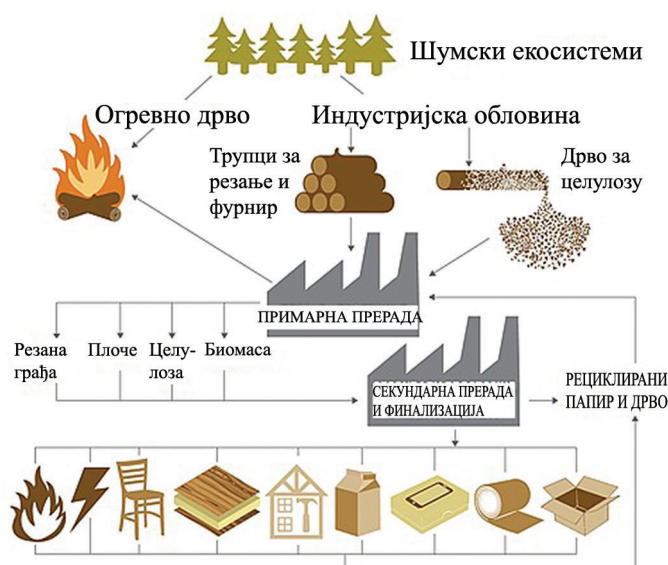 Шумски екосистеми
Огревно дрво
Индустријска обловина
Трупци за
резање и
фурнир
Дрво за
целулозу
ПРИМАРНА ПРЕРАДА
Резана
грађа
Плоче
Целу-
лоза
Биомаса
СЕКУНДАРНА ПРЕРАДА
И ФИНАЛИЗАЦИЈА
РЕЦИКЛИРАНИ
ПАПИР И ДРВО